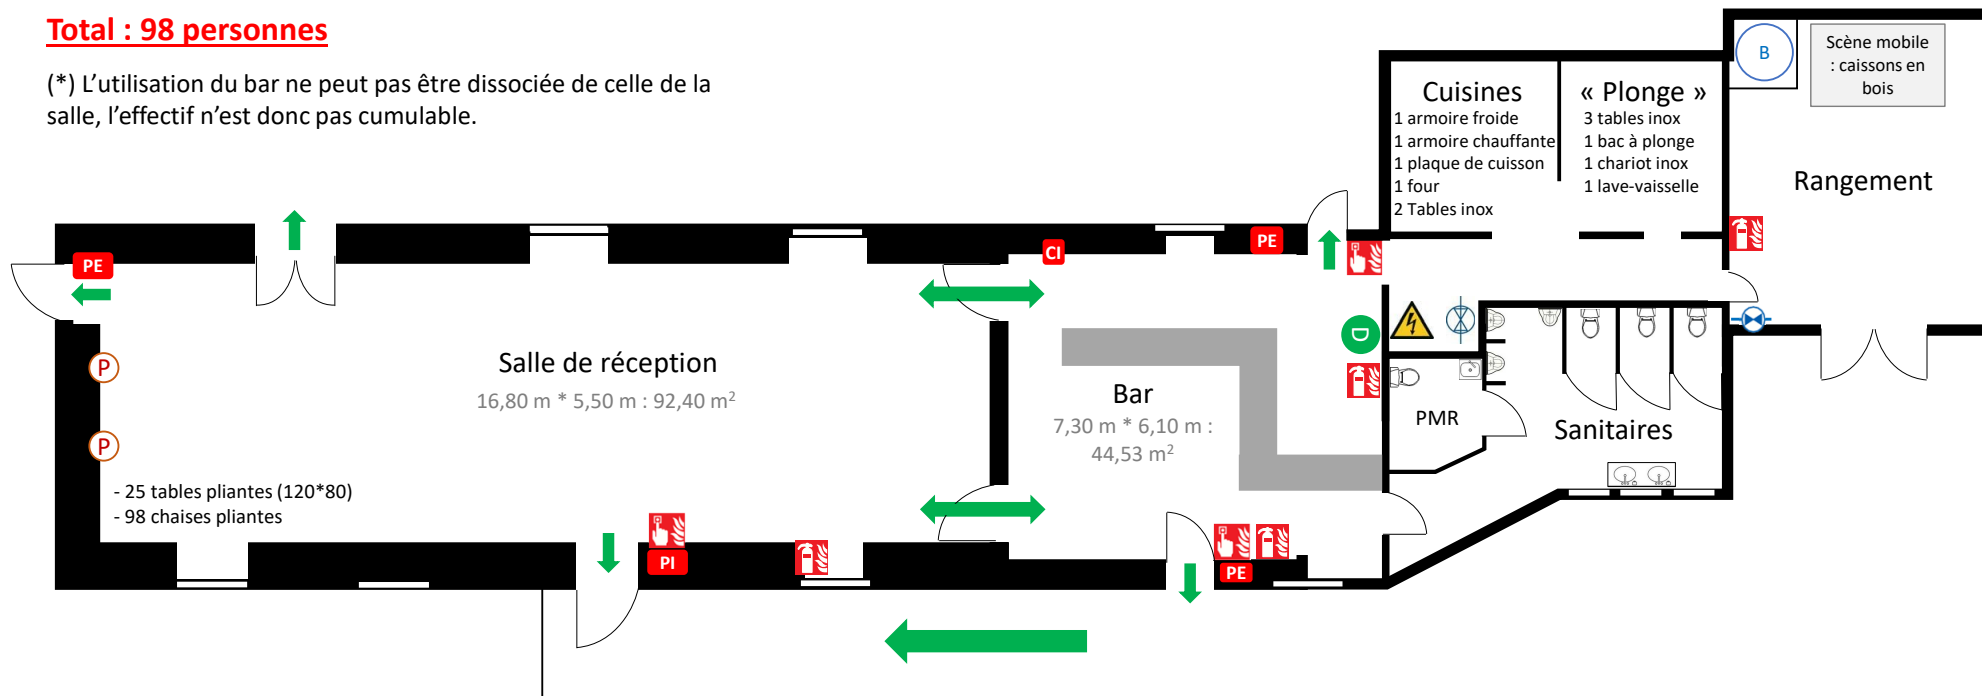 Total : 98 personnes
(*) L’utilisation du bar ne peut pas être dissociée de celle de la
salle, l’effectif n’est donc pas cumulable.
B
Scène mobile
: caissons en
bois
Cuisines
1 armoire froide
1 armoire chauffante
1 plaque de cuisson
1 four
2 Tables inox
« Plonge »
3 tables inox
1 bac à plonge
1 chariot inox
1 lave-vaisselle
Rangement
PE
CI
PE
D
P
P
Salle de réception
16,80 m * 5,50 m : 92,40 m²
Bar
7,30 m * 6,10 m :
44,53 m²
PMR
Sanitaires
- 25 tables pliantes (120*80)
- 98 chaises pliantes
PI
PE